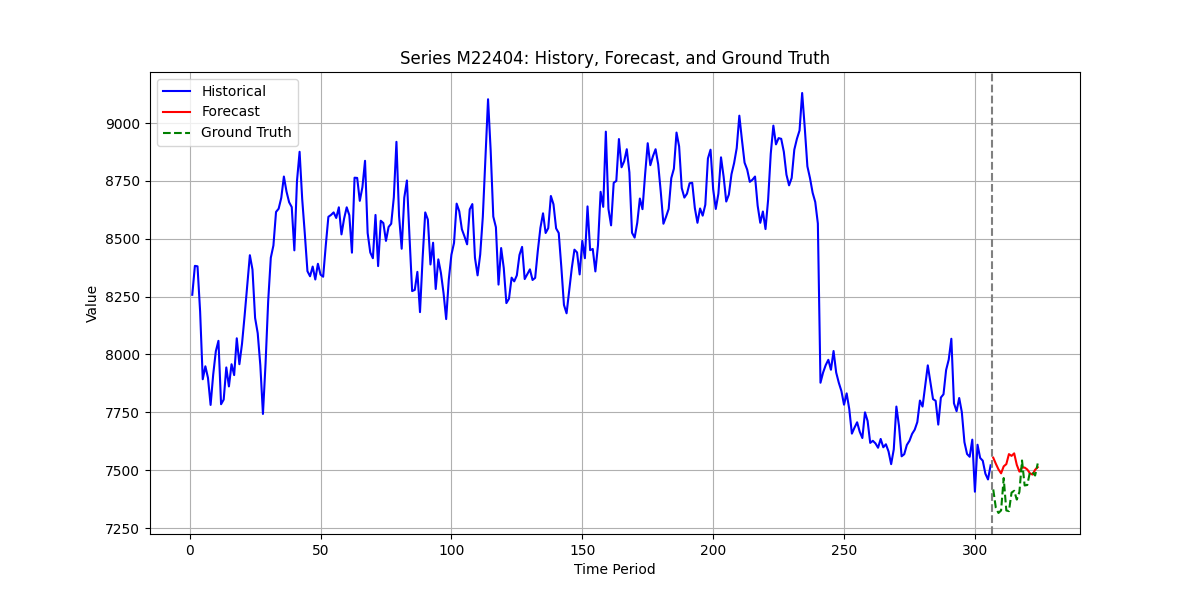 Series M22404: History, Forecast, and Ground Truth
Historical
Forecast
Ground Truth
Value
9000
8750
8500
8250
8000
7750
7500
7250
0 50 100 150 200 250 300
Time Period